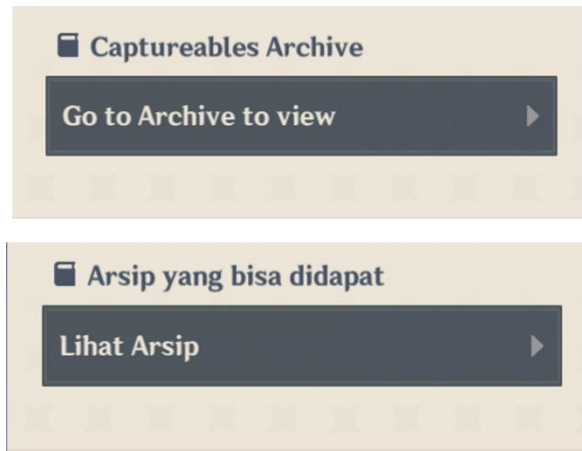 Captureables Archive
Go to Archive to view
Arsip yang bisa didapat
Lihat Arsip